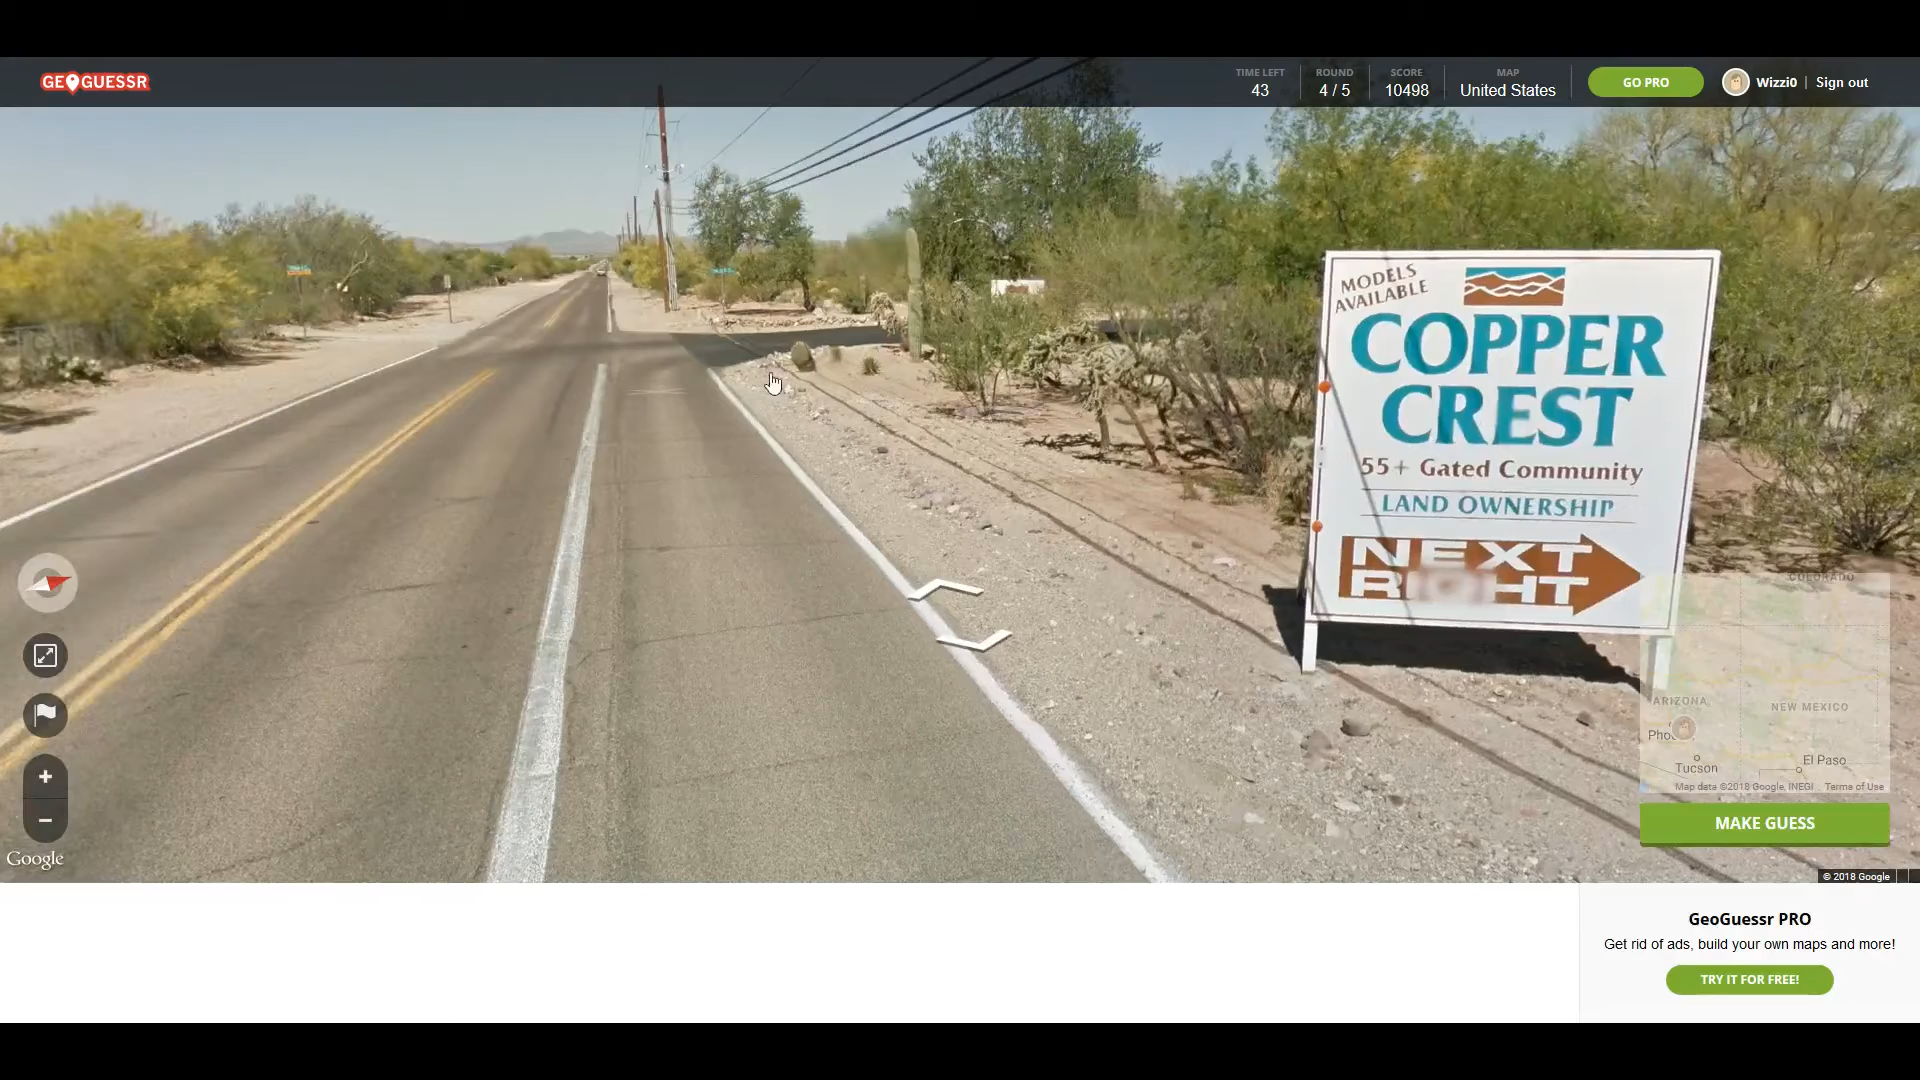 GEOGUESSR
TIME LEFT
43
ROUND
4 / 5
SCORE
10498
MAP
United States
GO PRO
Wizzi0
Sign out
MODELS
AVAILABLE
COPPER
CREST
55+ Gated Community
LAND OWNERSHIP
NEXT
RIGHT
COLORADO
ARIZONA
NEW MEXICO
Pho
Tucson
El Paso
Map data ©2018 Google, INEGI
Terms of Use
MAKE GUESS
Google
© 2018 Google
GeoGuessr PRO
Get rid of ads, build your own maps and more!
TRY IT FOR FREE!